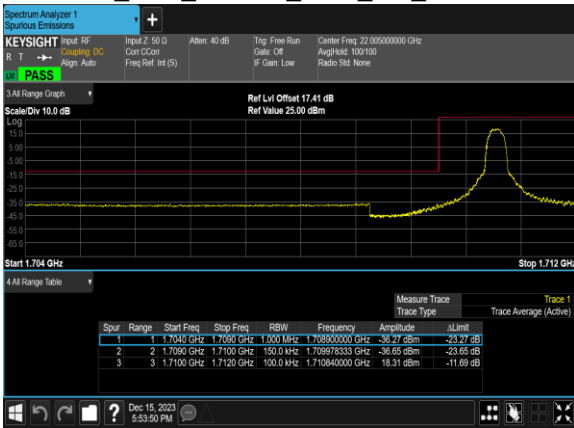 Spectrum Analyzer 1
Spurious Emissions
KEYSIGHT Input: RF Input Z: 50 Ω Atten: 40 dB Trig: Free Run Center Freq: 22.005000000 GHz
R T Coupling: DC Corr CCorr Gate: Off Avg|Hold: 100/100
Align: Auto Freq Ref: Int (S) IF Gain: Low Radio Std: None
PASS
3 All Range Graph
Ref Lvl Offset 17.41 dB
Scale/Div 10.0 dB Ref Value 25.00 dBm
Log
15.0
5.00
-5.00
-15.0
-25.0
-35.0
-45.0
-55.0
-65.0
Start 1.704 GHz Stop 1.712 GHz
4 All Range Table
Measure Trace Trace 1
Trace Type Trace Average (Active)
Spur Range Start Freq Stop Freq RBW Frequency Amplitude ΔLimit
1 1 1.7040 GHz 1.7090 GHz 1.000 MHz 1.708900000 GHz -36.27 dBm -23.27 dB
2 2 1.7090 GHz 1.7100 GHz 150.0 kHz 1.709978333 GHz -36.65 dBm -23.65 dB
3 3 1.7100 GHz 1.7120 GHz 100.0 kHz 1.710840000 GHz 18.31 dBm -11.69 dB
? Dec 15, 2023
5:53:50 PM